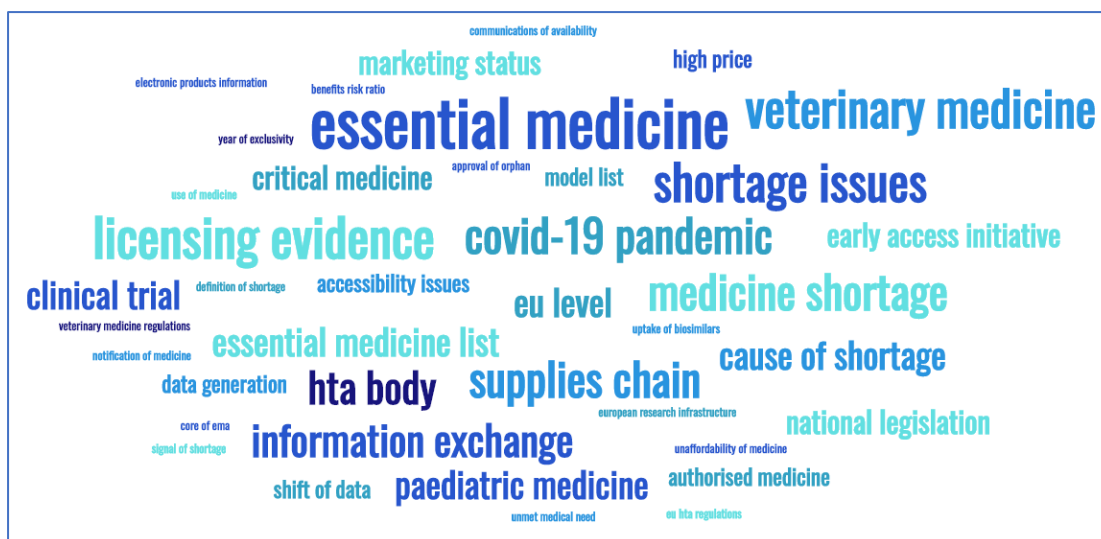 communications of availability
marketing status
high price
electronic products information
benefits risk ratio
essential medicine
veterinary medicine
year of exclusivity
critical medicine
approval of orphan
model list
shortage issues
use of medicine
licensing evidence
covid-19 pandemic
early access initiative
clinical trial
definition of shortage
accessibility issues
eu level
medicine shortage
veterinary medicine regulations
essential medicine list
uptake of biosimilars
notification of medicine
cause of shortage
data generation
hta body
supplies chain
european research infrastructure
national legislation
core of ema
information exchange
signal of shortage
unaffordability of medicine
shift of data
paediatric medicine
authorised medicine
unmet medical need
eu hta regulations